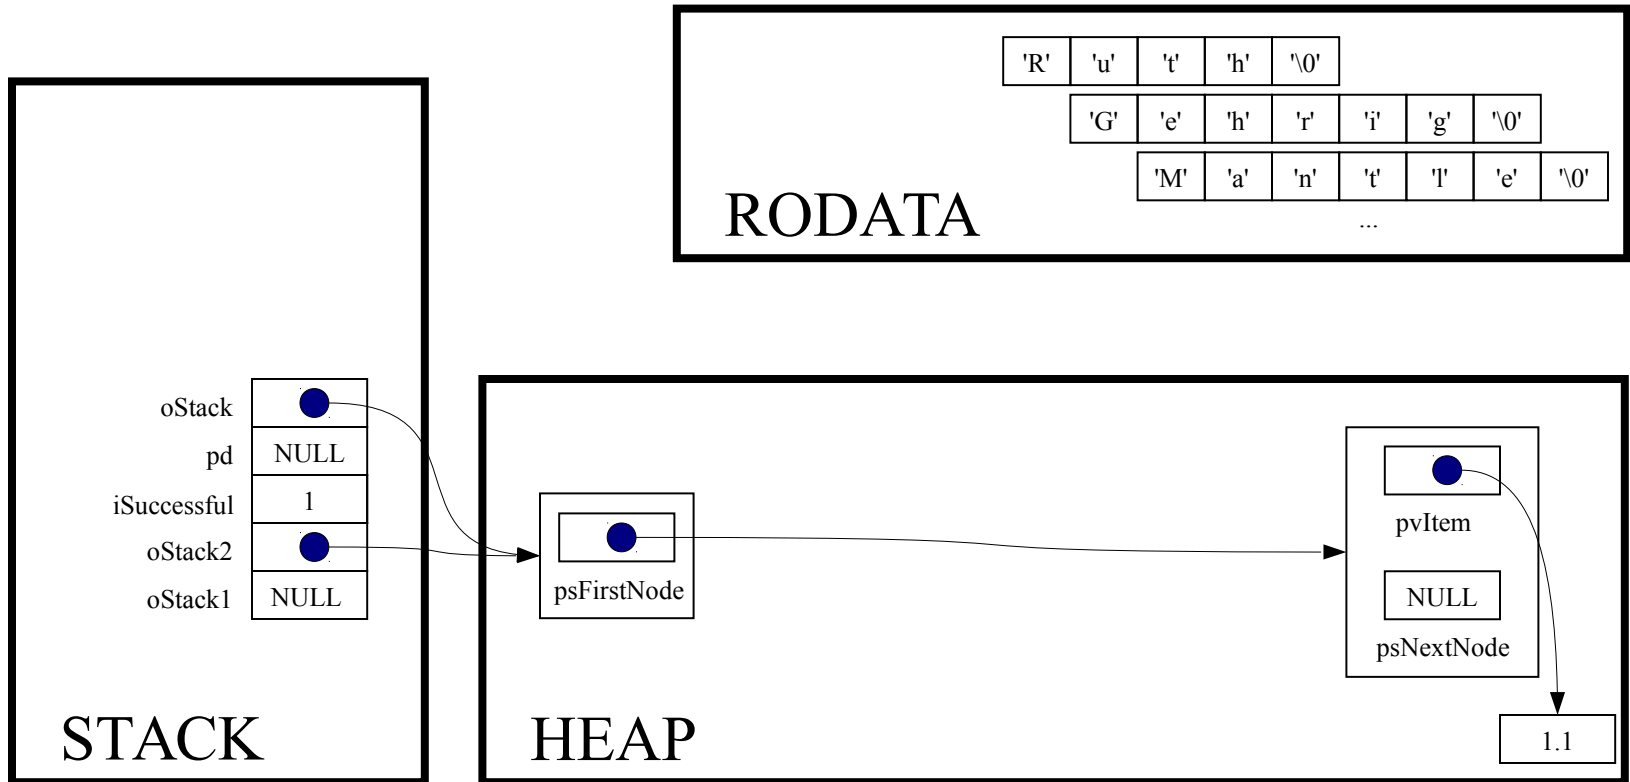 'R' 'u' 't' 'h' '\0'
'G' 'e' 'h' 'r' 'i' 'g' '\0'
'M' 'a' 'n' 't' 'l' 'e' '\0'
...
RODATA
oStack
pd NULL
iSuccessful 1
oStack2
oStack1 NULL
STACK
psFirstNode
pvItem
NULL
psNextNode
1.1
HEAP